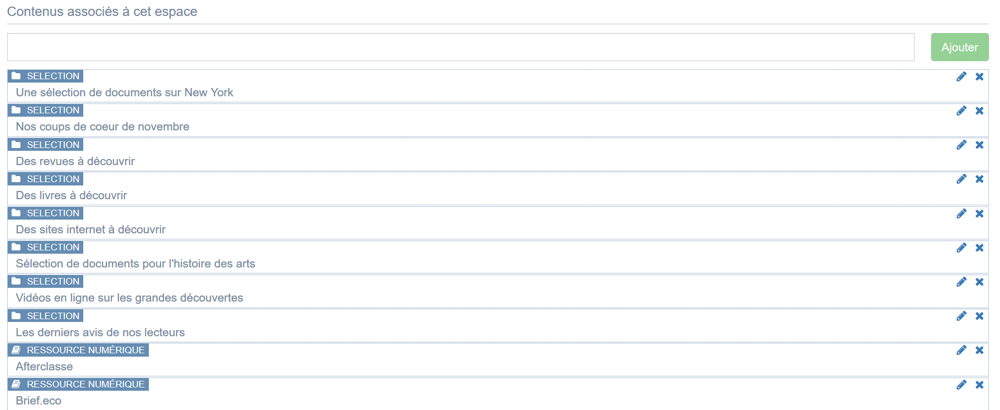 Contenus associés à cet espace
Ajouter
SELECTION
Une sélection de documents sur New York
SELECTION
Nos coups de coeur de novembre
SELECTION
Des revues à découvrir
SELECTION
Des livres à découvrir
SELECTION
Des sites internet à découvrir
SELECTION
Sélection de documents pour l'histoire des arts
SELECTION
Vidéos en ligne sur les grandes découvertes
SELECTION
Les derniers avis de nos lecteurs
RESSOURCE NUMÉRIQUE
Afterclasse
RESSOURCE NUMÉRIQUE
Brief.eco